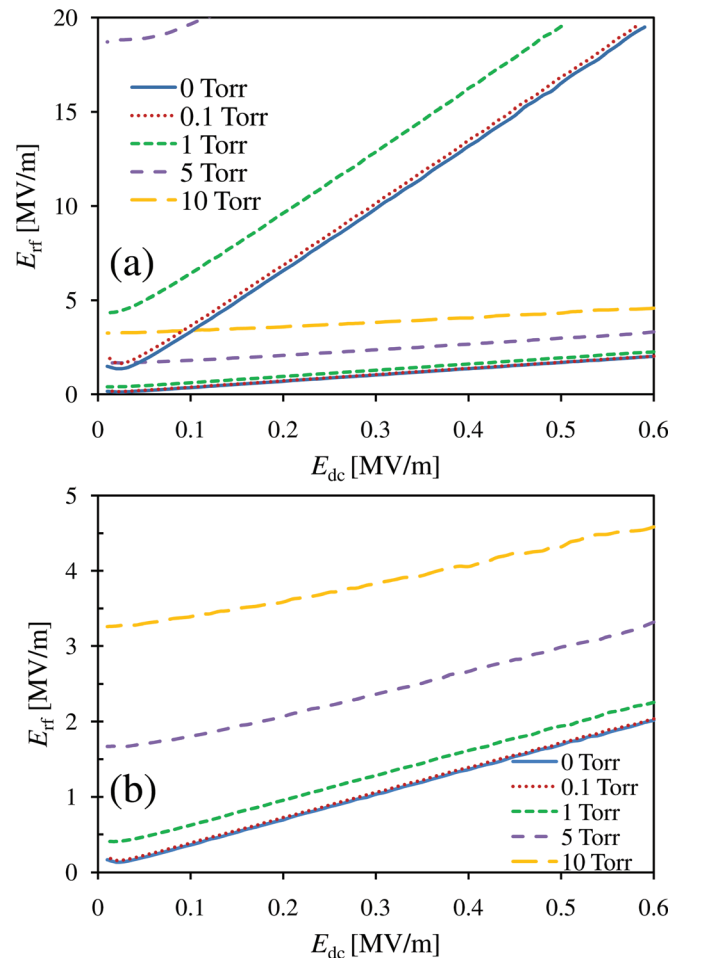 20
15
10
5
0
E_rf [MV/m]
0 Torr
0.1 Torr
1 Torr
5 Torr
10 Torr
(a)
0 0.1 0.2 0.3 0.4 0.5 0.6
E_dc [MV/m]
5
4
3
2
1
0
E_rf [MV/m]
(b)
0 Torr
0.1 Torr
1 Torr
5 Torr
10 Torr
0 0.1 0.2 0.3 0.4 0.5 0.6
E_dc [MV/m]